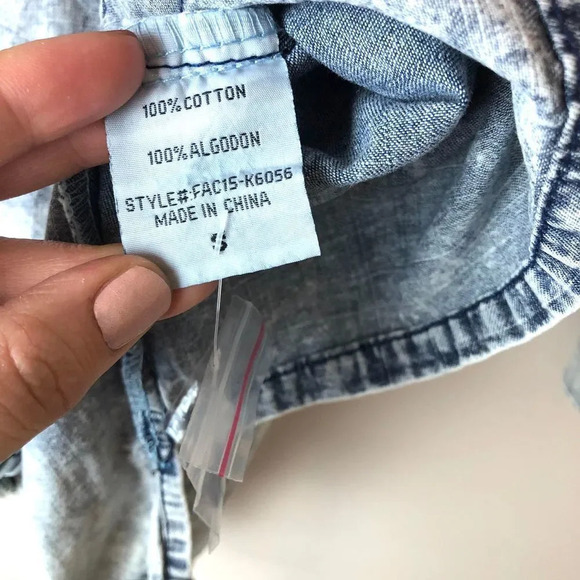 100%COTTON
100%ALGODON
STYLE#:FAC15-K6056
MADE IN CHINA
S